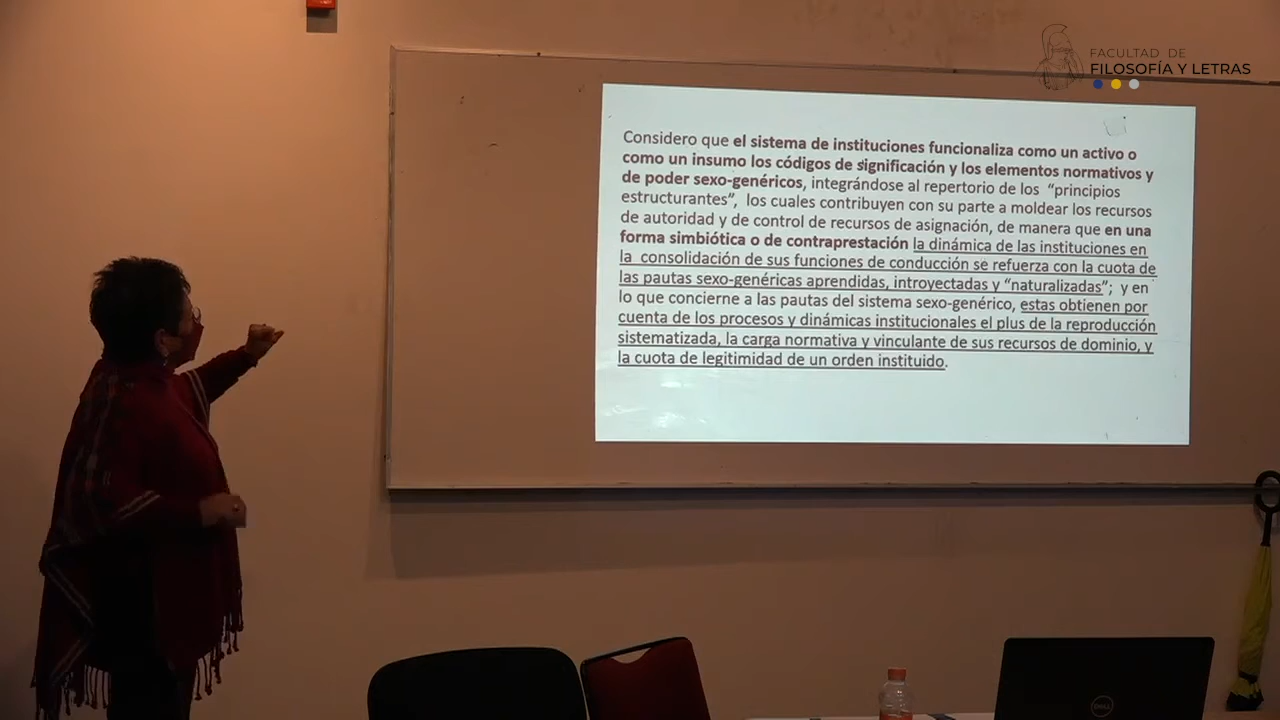 FACULTAD DE
FILOSOFÍA Y LETRAS
Considero que el sistema de instituciones funcionaliza como un activo o
como un insumo los códigos de significación y los elementos normativos y
de poder sexo-genéricos, integrándose al repertorio de los “principios
estructurantes”, los cuales contribuyen con su parte a moldear los recursos
de autoridad y de control de recursos de asignación, de manera que en una
forma simbiótica o de contraprestación la dinámica de las instituciones en
la consolidación de sus funciones de conducción se refuerza con la cuota de
las pautas sexo-genéricas aprendidas, introyectadas y “naturalizadas”; y en
lo que concierne a las pautas del sistema sexo-genérico, estas obtienen por
cuenta de los procesos y dinámicas institucionales el plus de la reproducción
sistematizada, la carga normativa y vinculante de sus recursos de dominio, y
la cuota de legitimidad de un orden instituido.
DELL